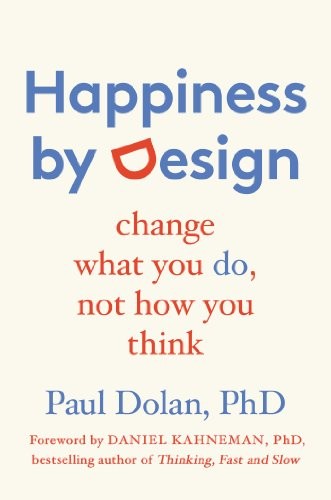 Happiness
by Design
change
what you do,
not how you
think
Paul Dolan, PhD
Foreword by DANIEL KAHNEMAN, PhD,
bestselling author of Thinking, Fast and Slow